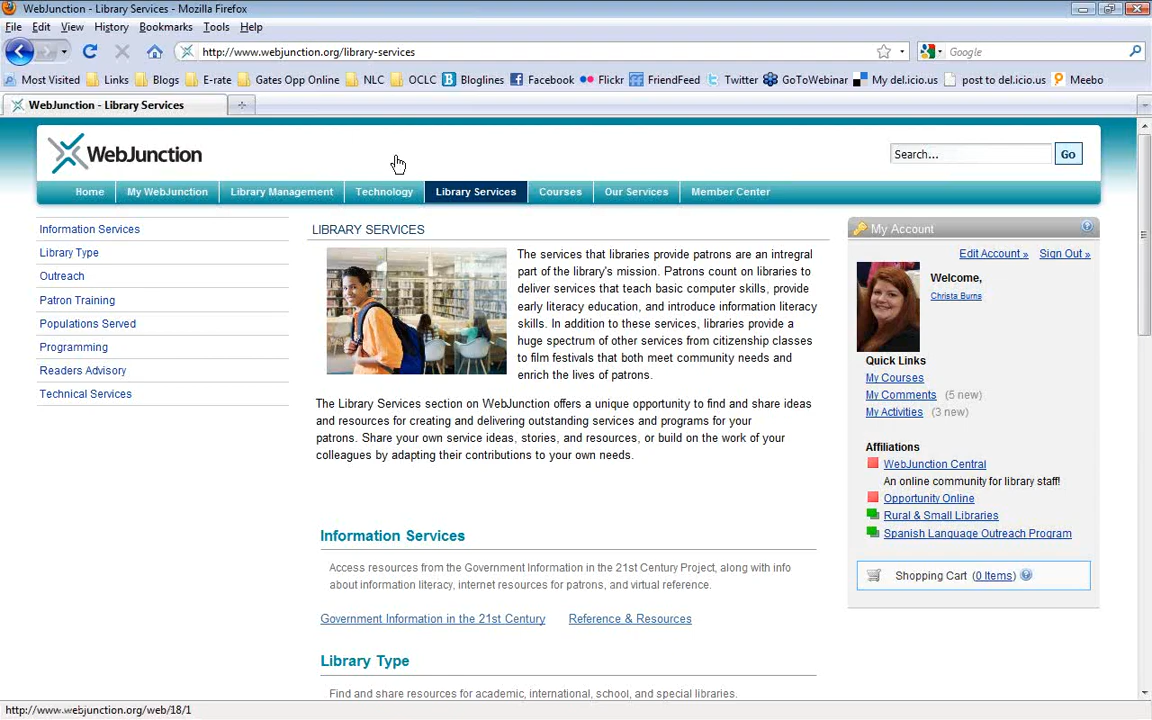 WebJunction - Library Services - Mozilla Firefox
File Edit View History Bookmarks Tools Help
http://www.webjunction.org/library-services
Google
Most Visited Links Blogs E-rate Gates Opp Online NLC OCLC Bloglines Facebook Flickr FriendFeed Twitter GoToWebinar My del.icio.us post to del.icio.us Meebo
WebJunction - Library Services
WebJunction
Search...
Go
Home My WebJunction Library Management Technology Library Services Courses Our Services Member Center
Information Services
Library Type
Outreach
Patron Training
Populations Served
Programming
Readers Advisory
Technical Services
LIBRARY SERVICES
The services that libraries provide patrons are an integral
part of the library's mission. Patrons count on libraries to
deliver services that teach basic computer skills, provide
early literacy education, and introduce information literacy
skills. In addition to these services, libraries provide a
huge spectrum of other services from citizenship classes
to film festivals that both meet community needs and
enrich the lives of patrons.
The Library Services section on WebJunction offers a unique opportunity to find and share ideas
and resources for creating and delivering outstanding services and programs for your
patrons. Share your own service ideas, stories, and resources, or build on the work of your
colleagues by adapting their contributions to your own needs.
Information Services
Access resources from the Government Information in the 21st Century Project, along with info
about information literacy, internet resources for patrons, and virtual reference.
Government Information in the 21st Century Reference & Resources
Library Type
Find and share resources for academic, international, school, and special libraries.
My Account
Edit Account » Sign Out »
Welcome,
Christa Burns
Quick Links
My Courses
My Comments (5 new)
My Activities (3 new)
Affiliations
WebJunction Central
An online community for library staff!
Opportunity Online
Rural & Small Libraries
Spanish Language Outreach Program
Shopping Cart (0 Items)
http://www.webjunction.org/web/18/1